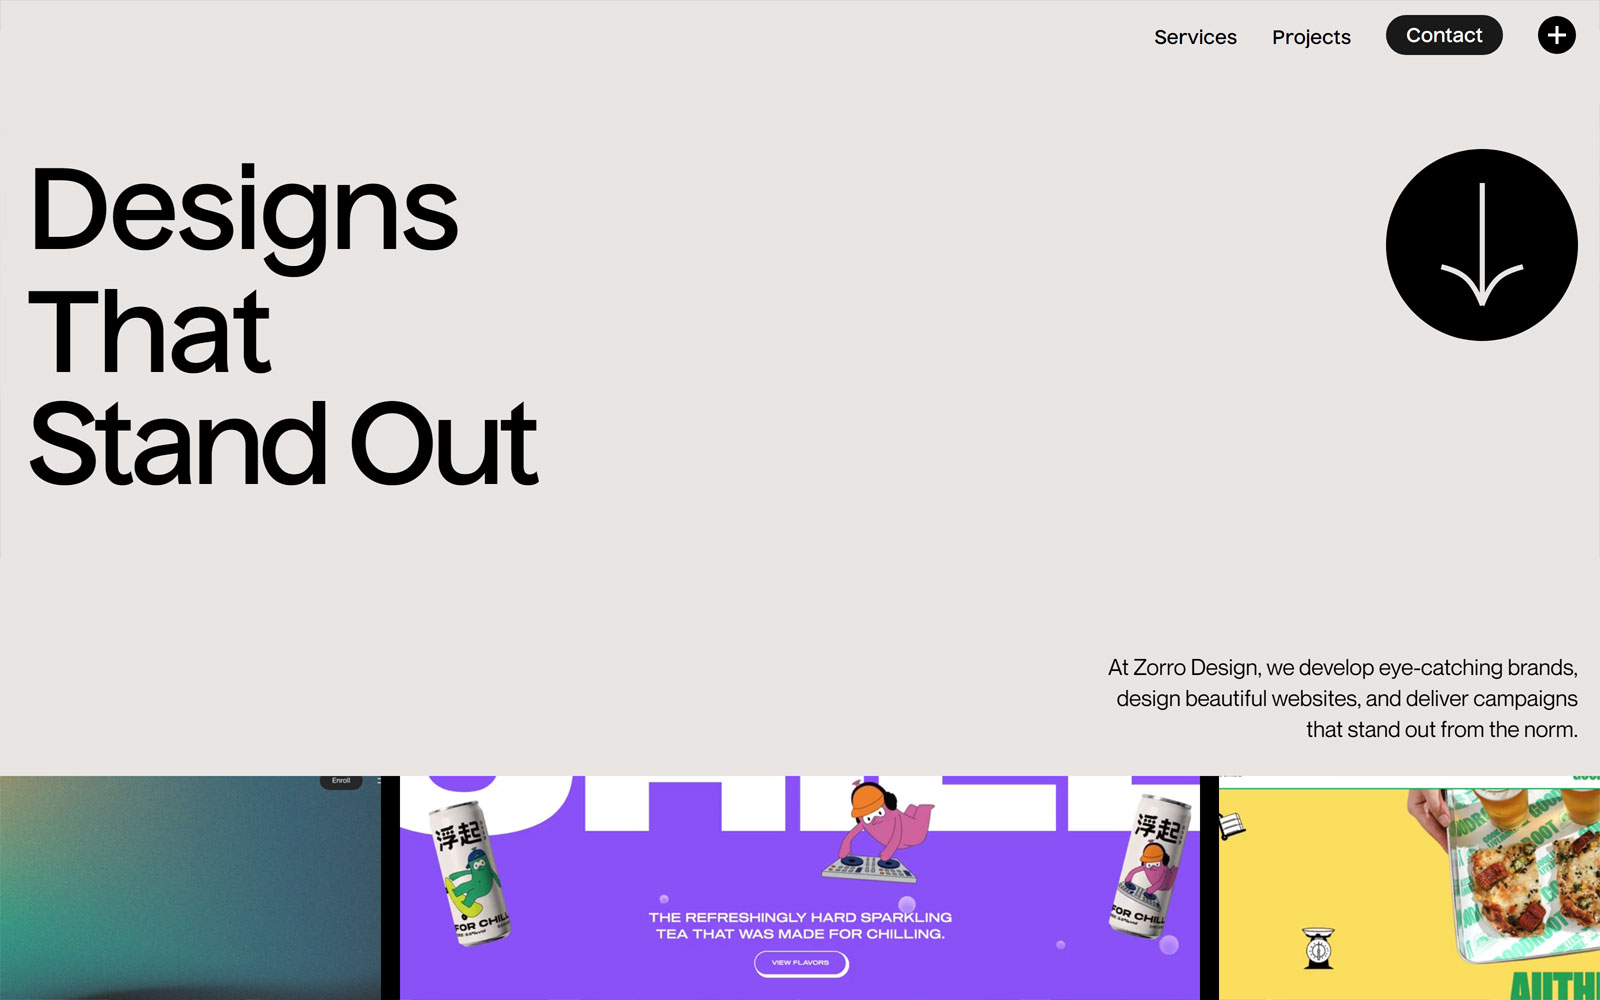 Services
Projects
Contact
Designs
That
Stand Out
At Zorro Design, we develop eye-catching brands,
design beautiful websites, and deliver campaigns
that stand out from the norm.
Enroll
浮起
FOR CHILL
浮起
FOR CHILL
THE REFRESHINGLY HARD SPARKLING
TEA THAT WAS MADE FOR CHILLING.
VIEW FLAVORS